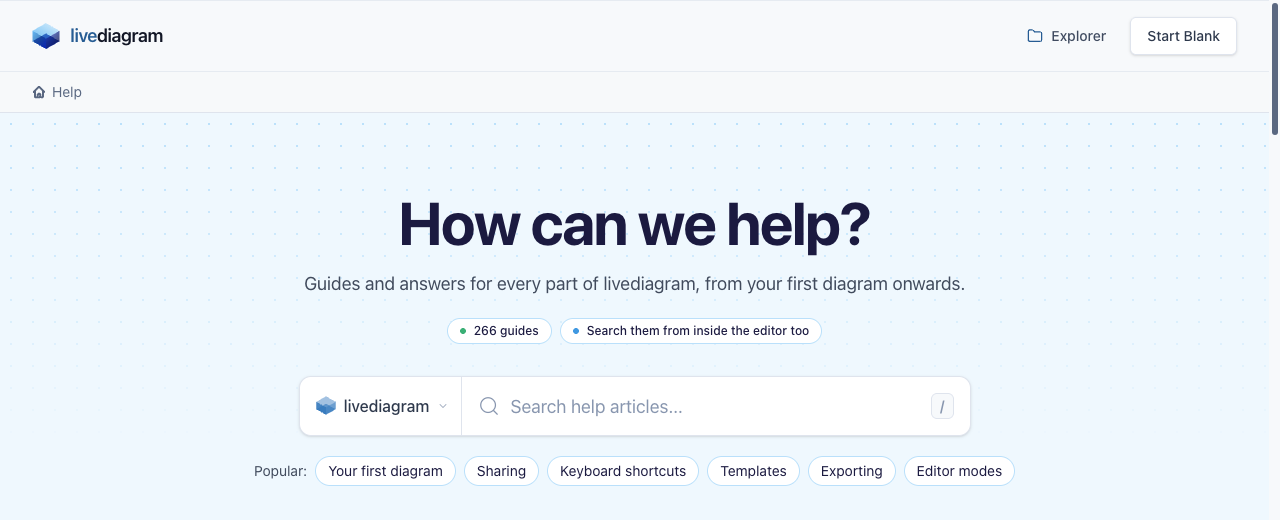 livediagram
Explorer
Start Blank
Help
How can we help?
Guides and answers for every part of livediagram, from your first diagram onwards.
266 guides
Search them from inside the editor too
livediagram
Search help articles...
/
Popular:
Your first diagram
Sharing
Keyboard shortcuts
Templates
Exporting
Editor modes